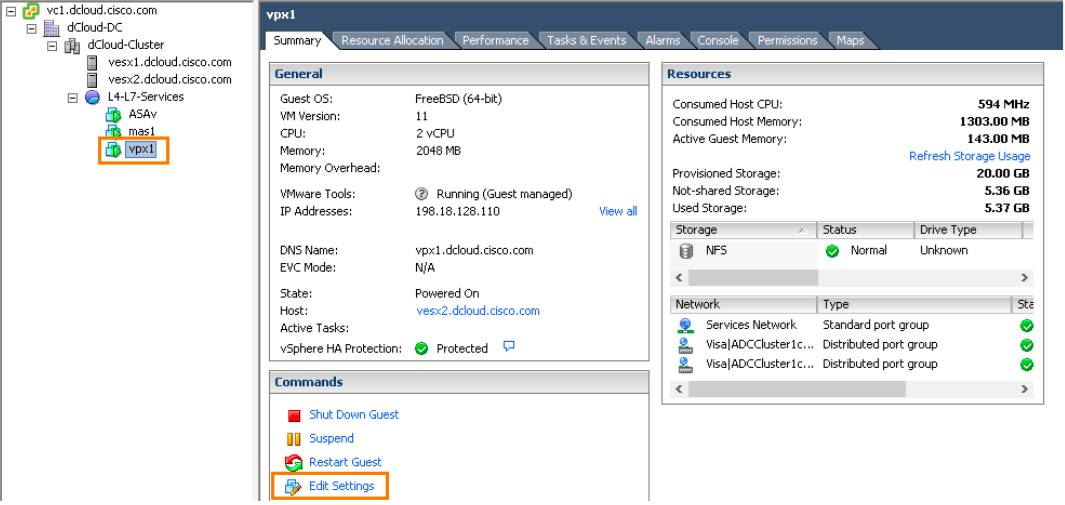 vc1.dcloud.cisco.com
dCloud-DC
dCloud-Cluster
vesx1.dcloud.cisco.com
vesx2.dcloud.cisco.com
L4-L7-Services
ASAv
mas1
vpx1
vpx1
Summary Resource Allocation Performance Tasks & Events Alarms Console Permissions Maps
General
Guest OS: FreeBSD (64-bit)
VM Version: 11
CPU: 2 vCPU
Memory: 2048 MB
Memory Overhead:
VMware Tools: Running (Guest managed)
IP Addresses: 198.18.128.110 View all
DNS Name: vpx1.dcloud.cisco.com
EVC Mode: N/A
State: Powered On
Host: vesx2.dcloud.cisco.com
Active Tasks:
vSphere HA Protection: Protected
Commands
Shut Down Guest
Suspend
Restart Guest
Edit Settings
Resources
Consumed Host CPU: 594 MHz
Consumed Host Memory: 1303.00 MB
Active Guest Memory: 143.00 MB
Refresh Storage Usage
Provisioned Storage: 20.00 GB
Not-shared Storage: 5.36 GB
Used Storage: 5.37 GB
Storage Status Drive Type
NFS Normal Unknown
Network Type Sta
Services Network Standard port group
Visa|ADCCluster1c... Distributed port group
Visa|ADCCluster1c... Distributed port group